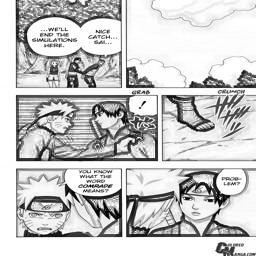 ...WE'LL
END THE
SIMULATIONS
HERE.
NICE
CATCH...
SAI...
GRAB
!
CRUNCH
YOU KNOW
WHAT THE
WORD
COMRADE
MEANS?
PROB-
LEM?
COLORED
MANGA.COM